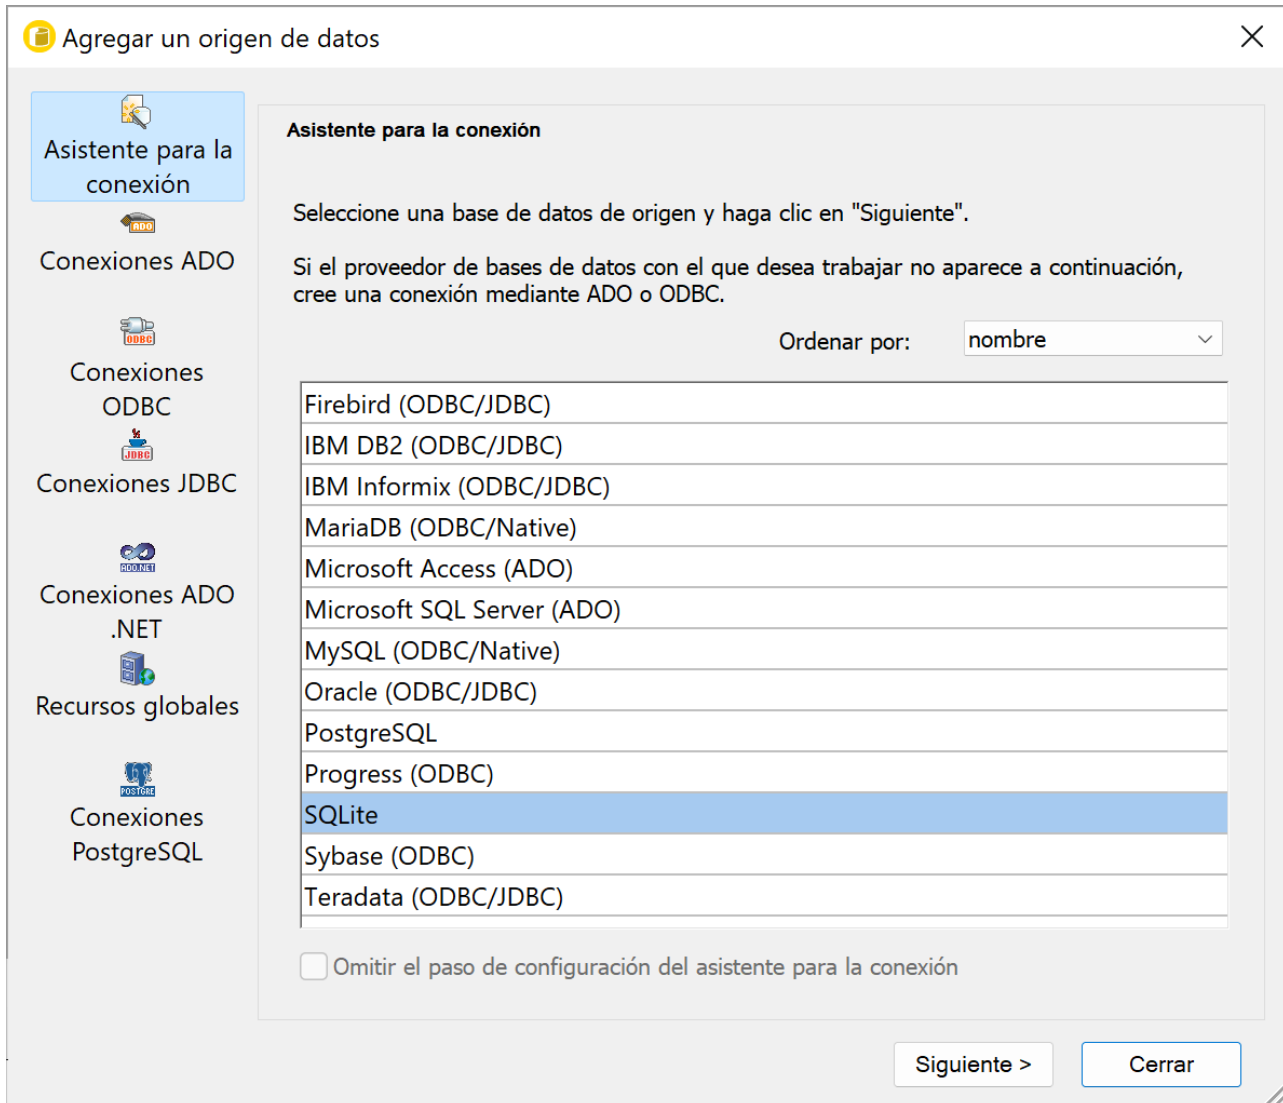 Agregar un origen de datos
Asistente para la
conexión
ADO
Conexiones ADO
ODBC
Conexiones
ODBC
JDBC
Conexiones JDBC
ADO.NET
Conexiones ADO
.NET
Recursos globales
POSTGRE
Conexiones
PostgreSQL
Asistente para la conexión
Seleccione una base de datos de origen y haga clic en "Siguiente".
Si el proveedor de bases de datos con el que desea trabajar no aparece a continuación,
cree una conexión mediante ADO o ODBC.
Ordenar por: nombre
Firebird (ODBC/JDBC)
IBM DB2 (ODBC/JDBC)
IBM Informix (ODBC/JDBC)
MariaDB (ODBC/Native)
Microsoft Access (ADO)
Microsoft SQL Server (ADO)
MySQL (ODBC/Native)
Oracle (ODBC/JDBC)
PostgreSQL
Progress (ODBC)
SQLite
Sybase (ODBC)
Teradata (ODBC/JDBC)
Omitir el paso de configuración del asistente para la conexión
Siguiente > Cerrar